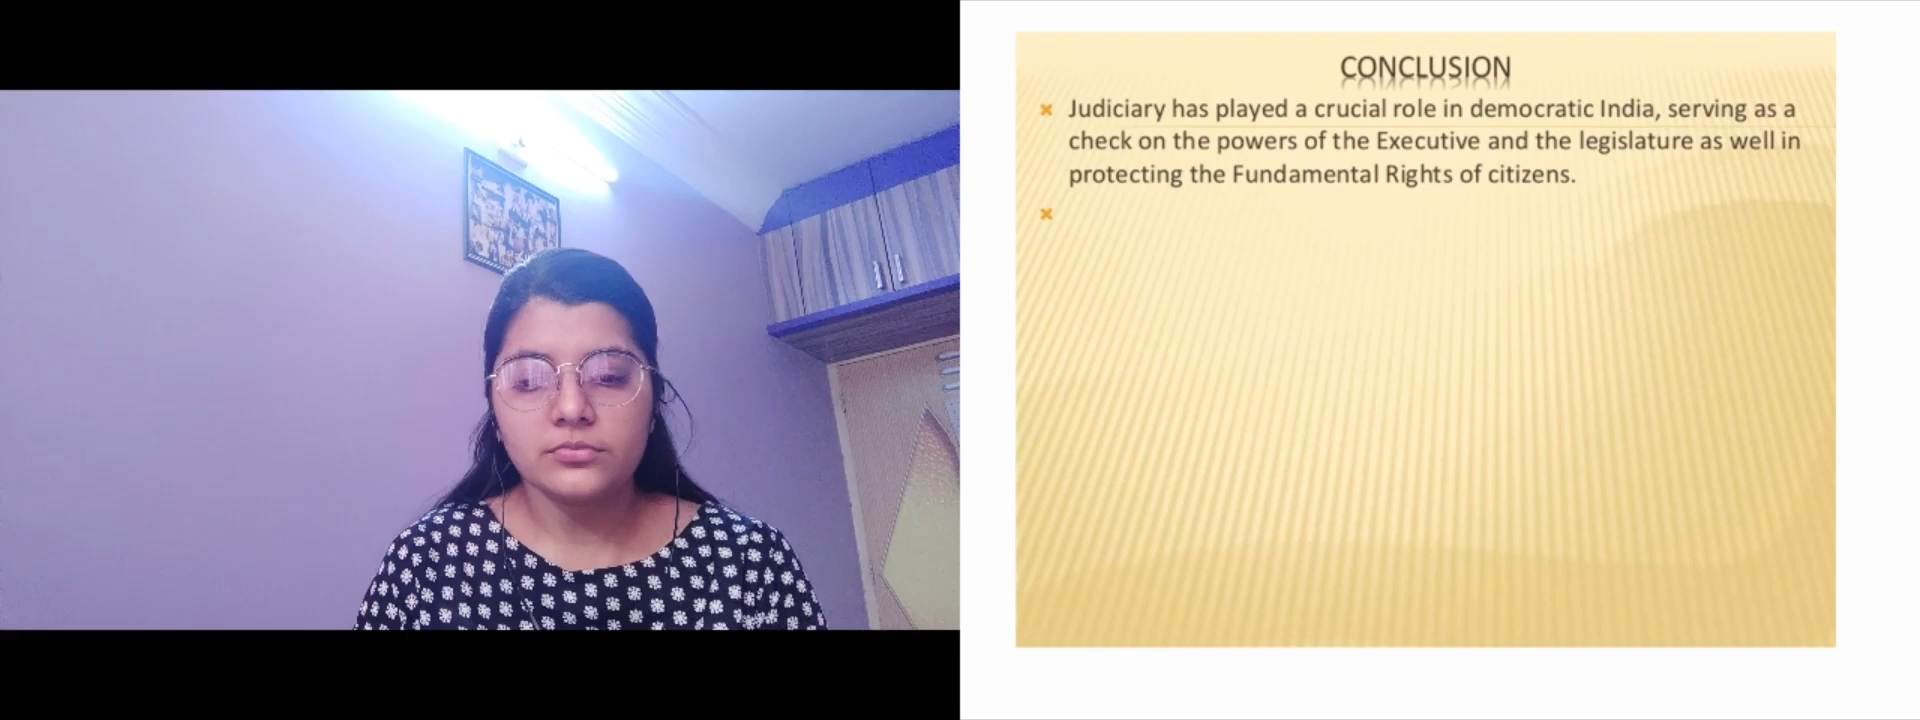 CONCLUSION
Judiciary has played a crucial role in democratic India, serving as a
check on the powers of the Executive and the legislature as well in
protecting the Fundamental Rights of citizens.